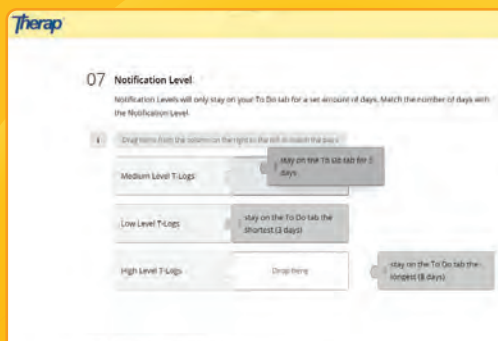 Therap
07 Notification Level
Notification Levels will only stay on your To Do tab for a set amount of days. Match the number of days with
the Notification Level.
Drag items from the column on the right to the left to match the pairs
stay on the To Do tab for 5
days
Medium Level T-Logs
Low Level T-Logs
stay on the To Do tab the
shortest (3 days)
High Level T-Logs
Drop Here
stay on the To Do tab the
longest (8 days)